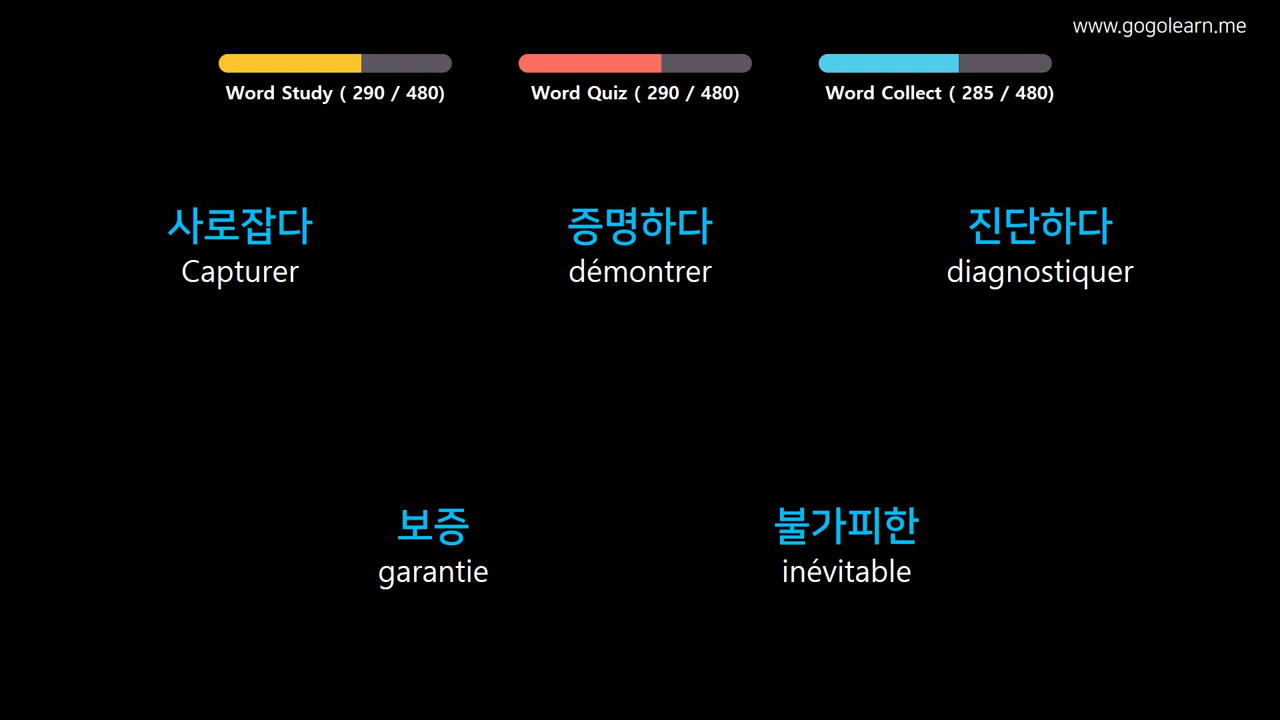 www.gogolearn.me
Word Study ( 290 / 480)
Word Quiz ( 290 / 480)
Word Collect ( 285 / 480)
사로잡다
Capturer
증명하다
démontrer
진단하다
diagnostiquer
보증
garantie
불가피한
inévitable